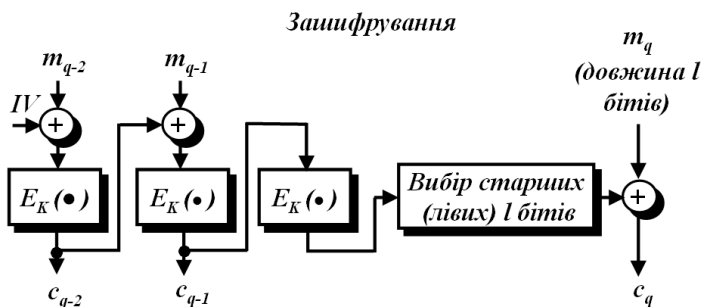 Зашифрування
m_{q-2}
m_{q-1}
m_q
(довжина l
бітів)
IV
+
+
E_K(•)
E_K(•)
E_K(•)
Вибір старших
(лівих) l бітів
+
c_{q-2}
c_{q-1}
c_q